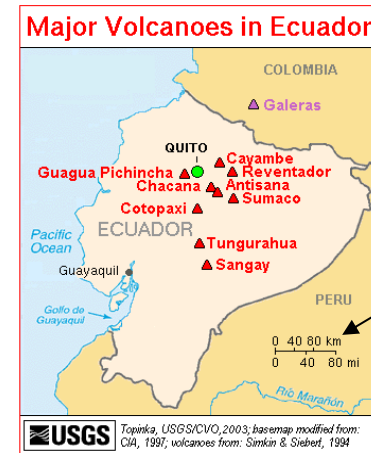 Major Volcanoes in Ecuador
COLOMBIA
Galeras
QUITO
Cayambe
Guagua Pichincha
Reventador
Chacana
Antisana
Sumaco
Cotopaxi
ECUADOR
Pacific
Ocean
Tungurahua
Guayaquil
Sangay
Golfo de
Guayaquil
PERU
0 40 80 km
0 40 80 mi
Río Marañón
USGS
Topinka, USGS/CVO, 2003; basemap modified from:
CIA, 1997; volcanoes from: Simkin & Siebert, 1994